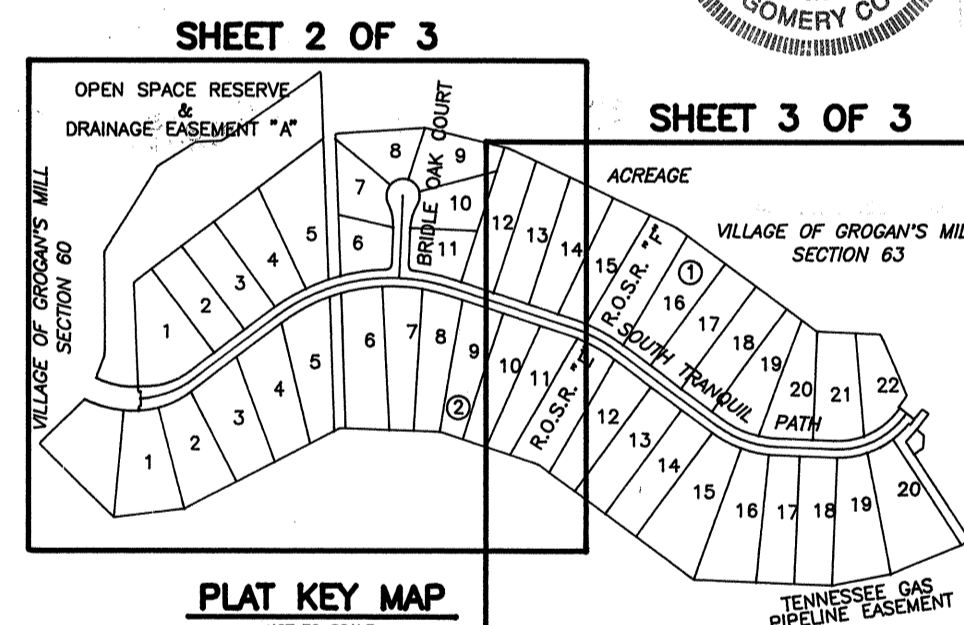 GOMERY CO
SHEET 2 OF 3
OPEN SPACE RESERVE
&
DRAINAGE EASEMENT "A"
VILLAGE OF GROGAN'S MILL
SECTION 60
BRIDLE OAK COURT
SHEET 3 OF 3
ACREAGE
VILLAGE OF GROGAN'S MIL
SECTION 63
1
2
3
4
5
6
7
8
9
10
11
12
13
14
15
R.O.S.R. "F"
16
①
17
18
19
20
21
22
SOUTH TRANQUIL PATH
1
2
3
4
5
6
7
8
9
②
10
11
R.O.S.R. "E"
12
13
14
15
16
17
18
19
20
TENNESSEE GAS
PIPELINE EASEMENT
PLAT KEY MAP